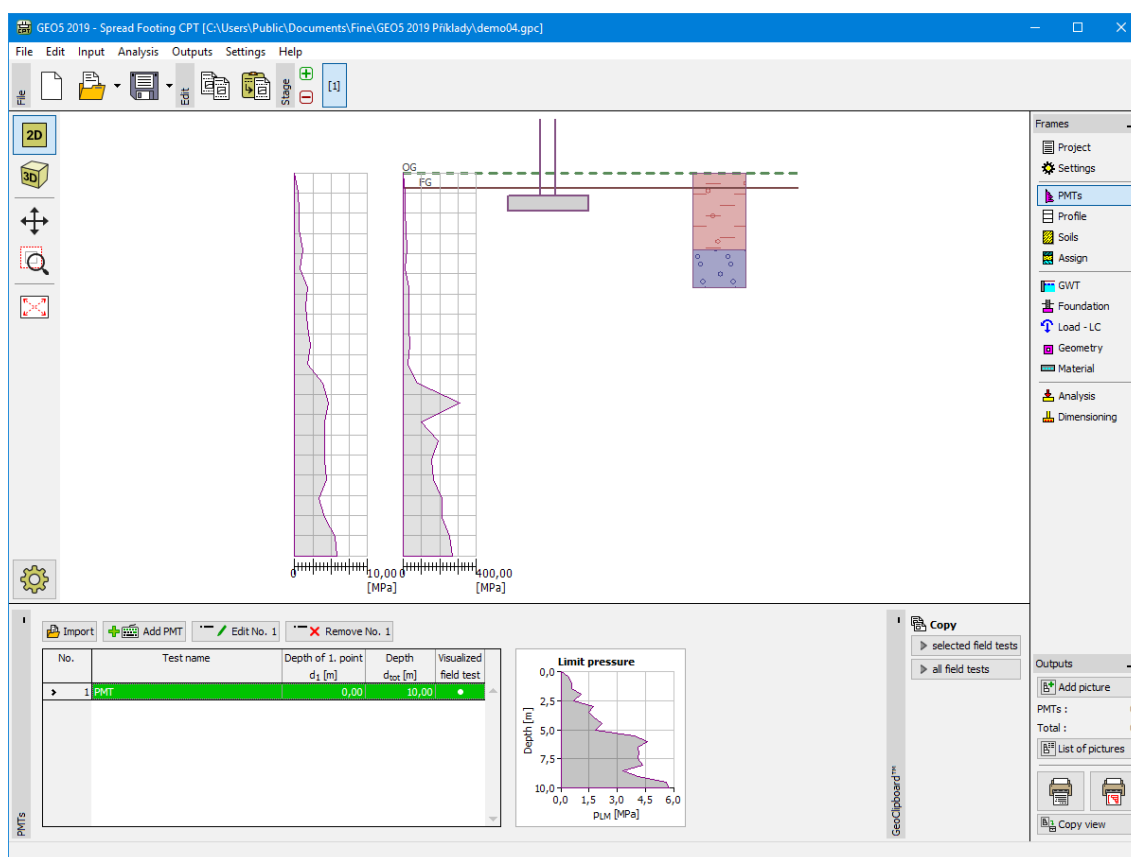 GEO5 2019 - Spread Footing CPT [C:\Users\Public\Documents\Fine\GEO5 2019 Příklady\demo04.gpc]
File Edit Input Analysis Outputs Settings Help
File
Edit
Stage
[1]
2D
3D
OG
FG
0 10,00 0 400,00
[MPa] [MPa]
Frames
Project
Settings
PMTs
Profile
Soils
Assign
GWT
Foundation
Load - LC
Geometry
Material
Analysis
Dimensioning
Import Add PMT Edit No. 1 Remove No. 1
No. Test name Depth of 1. point Depth Visualized
d1 [m] dtot [m] field test
> 1 PMT 0,00 10,00
PMTs
Limit pressure
0,0
2,5
5,0
7,5
10,0
Depth [m]
0,0 1,5 3,0 4,5 6,0
pLM [MPa]
GeoClipboard™
Copy
selected field tests
all field tests
Outputs
Add picture
PMTs :
Total :
List of pictures
Copy view